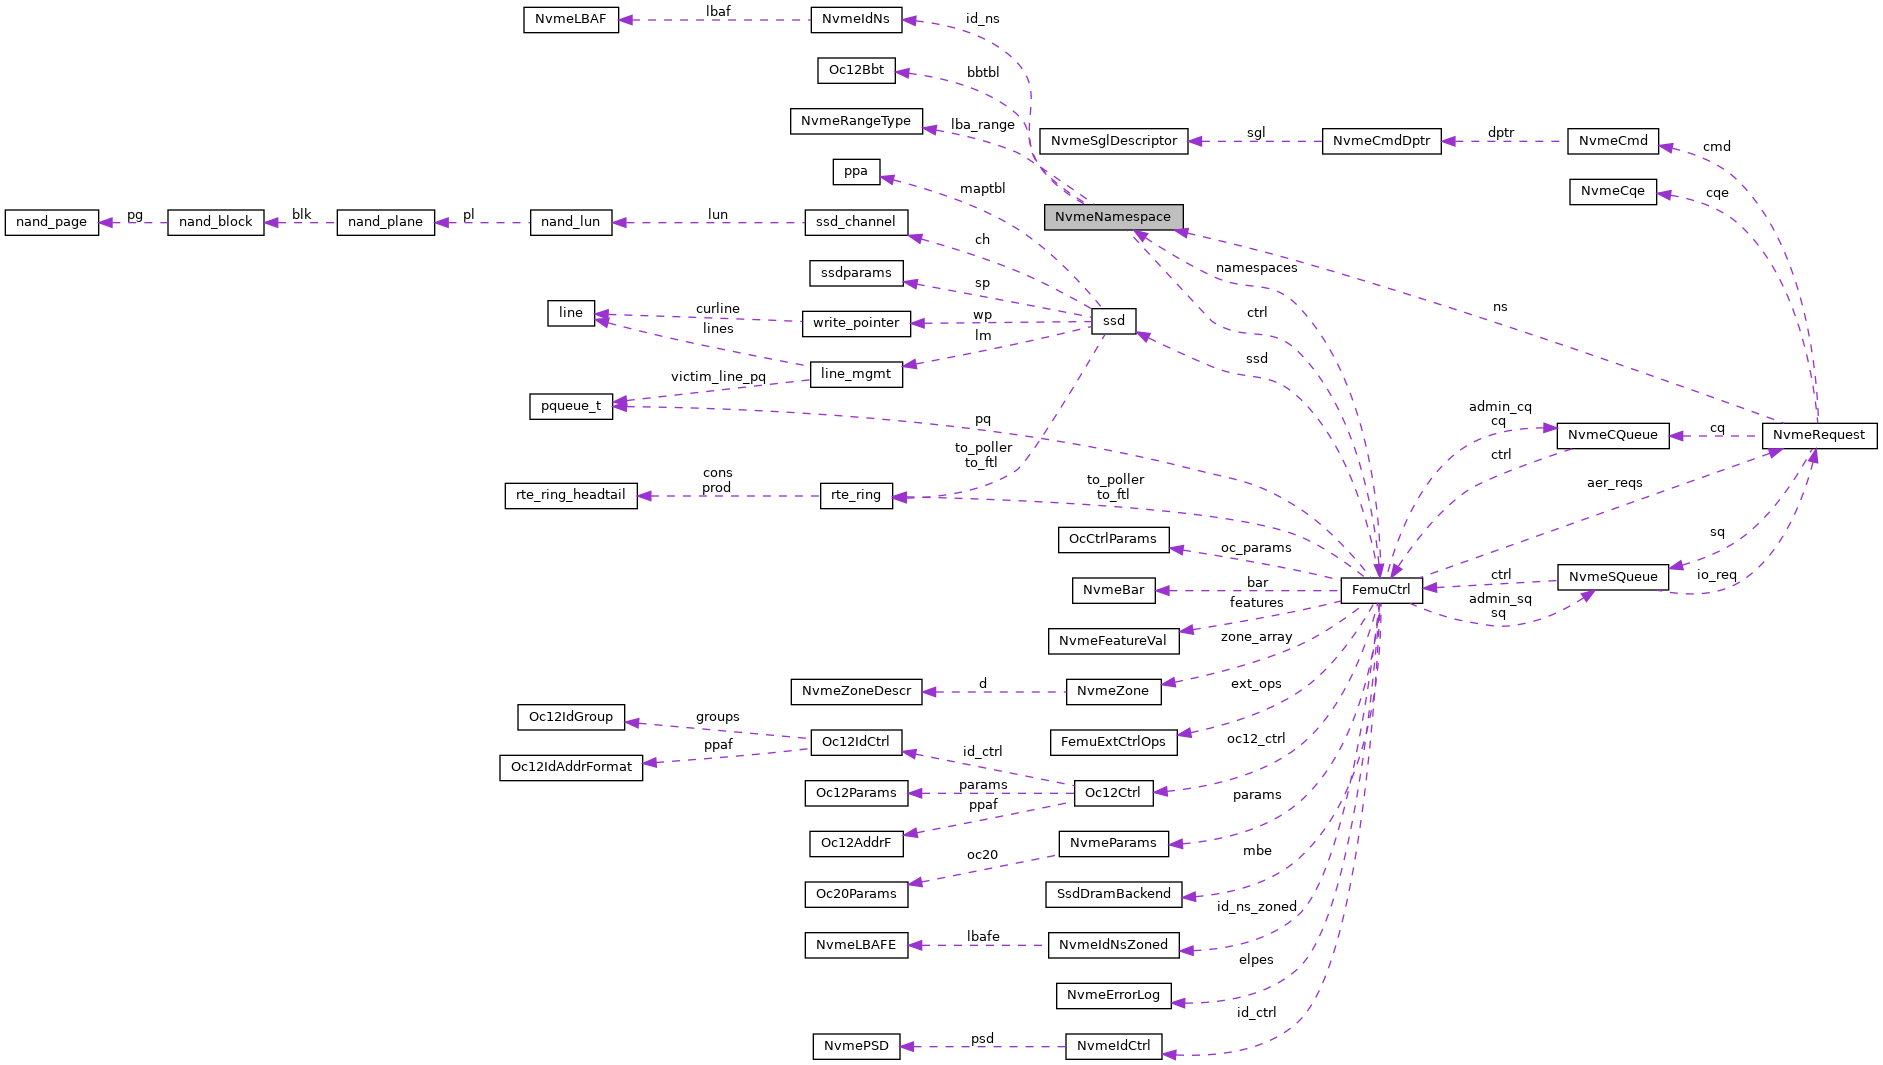 NvmeLBAF
lbaf
NvmeIdNs
id_ns
Oc12Bbt
bbtbl
NvmeRangeType
lba_range
NvmeSglDescriptor
sgl
NvmeCmdDptr
dptr
NvmeCmd
cmd
ppa
maptbl
NvmeCqe
cqe
nand_page
pg
nand_block
blk
nand_plane
pl
nand_lun
lun
ssd_channel
ch
NvmeNamespace
ssdparams
sp
namespaces
line
curline
lines
write_pointer
wp
ssd
ctrl
ns
lm
line_mgmt
victim_line_pq
ssd
pqueue_t
pq
admin_cq
cq
NvmeCQueue
cq
NvmeRequest
ctrl
to_poller
to_ftl
rte_ring_headtail
cons
prod
rte_ring
to_poller
to_ftl
aer_reqs
OcCtrlParams
oc_params
sq
NvmeBar
bar
FemuCtrl
ctrl
NvmeSQueue
io_req
features
admin_sq
sq
NvmeFeatureVal
zone_array
NvmeZoneDescr
d
NvmeZone
ext_ops
Oc12IdGroup
groups
Oc12IdAddrFormat
ppaf
Oc12IdCtrl
id_ctrl
FemuExtCtrlOps
oc12_ctrl
Oc12Params
params
Oc12Ctrl
ppaf
params
Oc12AddrF
NvmeParams
oc20
mbe
Oc20Params
SsdDramBackend
id_ns_zoned
NvmeLBAFE
lbafe
NvmeIdNsZoned
elpes
NvmeErrorLog
id_ctrl
NvmePSD
psd
NvmeIdCtrl